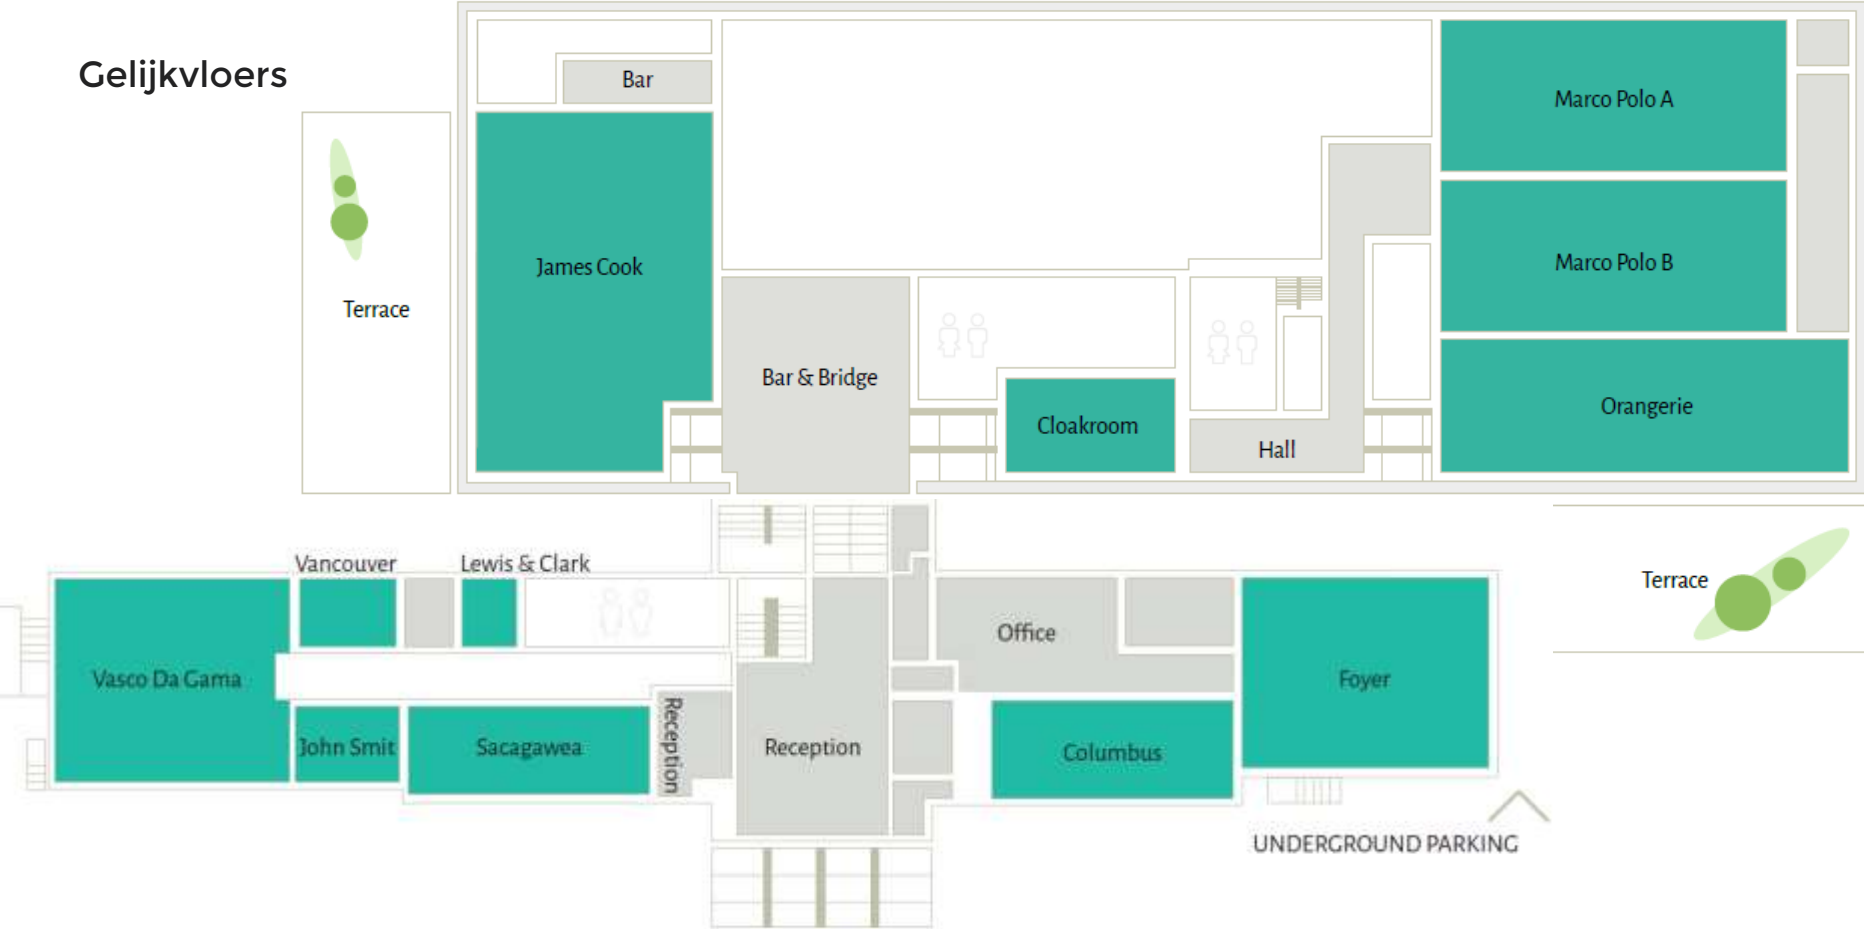 Gelijkvloers
Bar
Marco Polo A
James Cook
Marco Polo B
Terrace
Bar & Bridge
Orangerie
Cloakroom
Hall
Vancouver
Lewis & Clark
Terrace
Office
Vasco Da Gama
Foyer
John Smit
Sacagawea
Reception
Reception
Columbus
UNDERGROUND PARKING